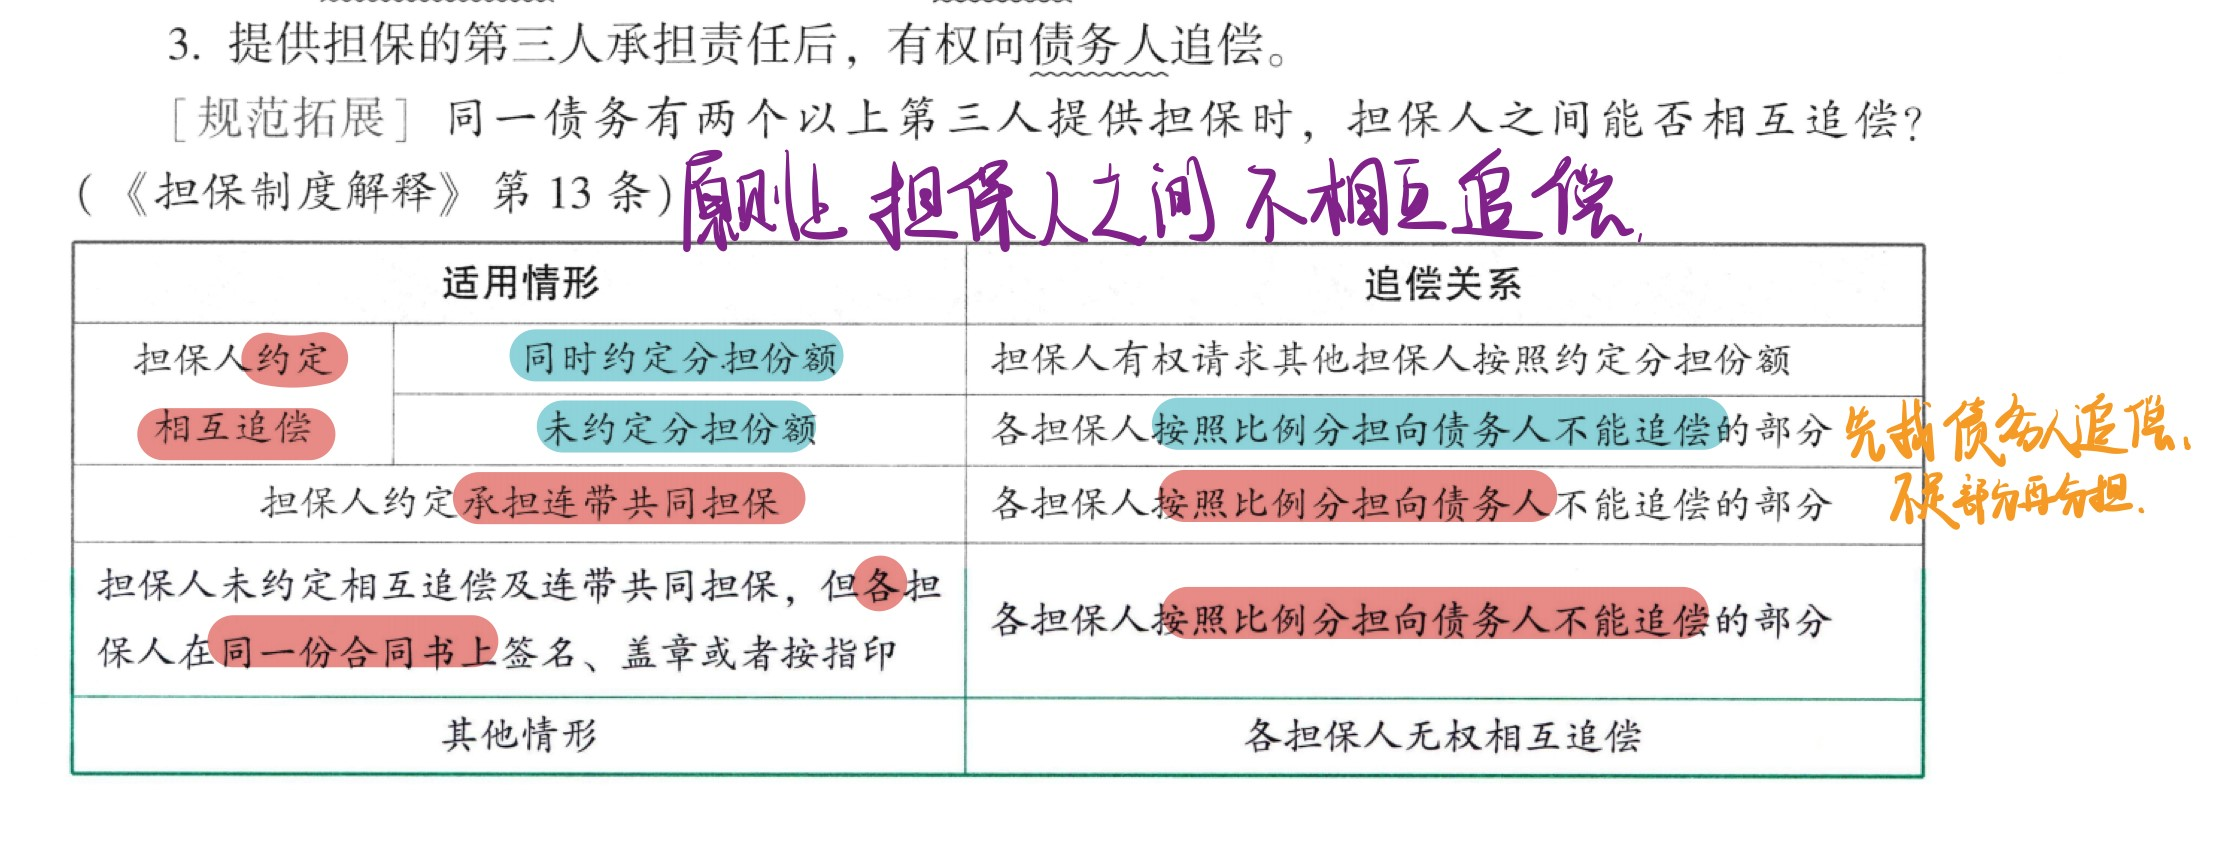 3. 提供担保的第三人承担责任后，有权向债务人追偿。
［规范拓展］同一债务有两个以上第三人提供担保时，担保人之间能否相互追偿？
（《担保制度解释》第 13 条）原则上担保人之间不相互追偿.
适用情形 追偿关系
担保人约定 同时约定分担份额 担保人有权请求其他担保人按照约定分担份额
相互追偿 未约定分担份额 各担保人按照比例分担向债务人不能追偿的部分 先找债务人追偿、
担保人约定承担连带共同担保 各担保人按照比例分担向债务人不能追偿的部分 不足部分再分担.
担保人未约定相互追偿及连带共同担保，但各担
保人在同一份合同书上签名、盖章或者按指印 各担保人按照比例分担向债务人不能追偿的部分
其他情形 各担保人无权相互追偿